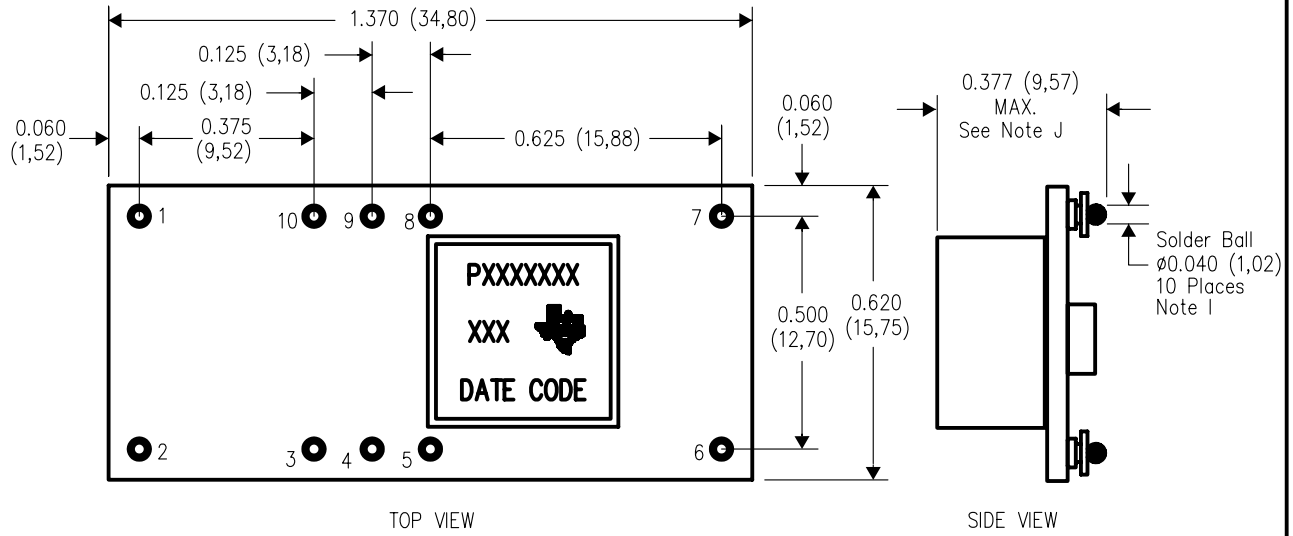 1.370 (34,80)
0.125 (3,18)
0.125 (3,18)
0.060
(1,52)
0.375
(9,52)
0.625 (15,88)
0.060
(1,52)
0.377 (9,57)
MAX.
See Note J
1
10
9
8
7
PXXXXXXX
XXX
DATE CODE
0.500
(12,70)
0.620
(15,75)
Solder Ball
ø0.040 (1,02)
10 Places
Note I
2
3
4
5
6
TOP VIEW
SIDE VIEW